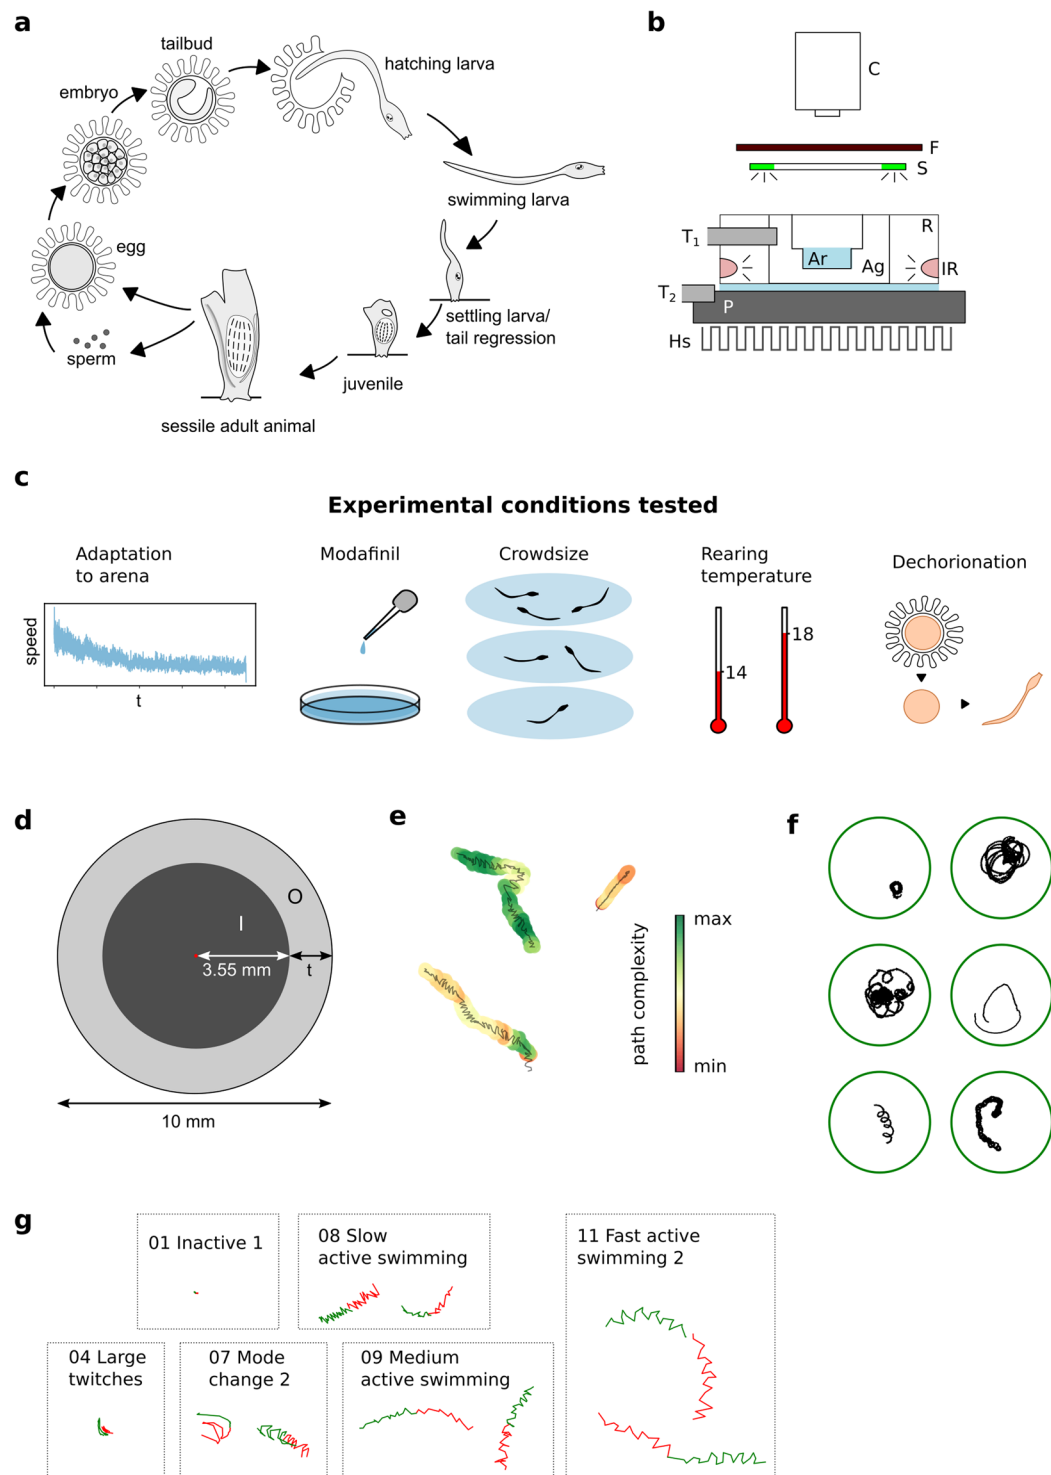 a
tailbud
hatching larva
embryo
swimming larva
egg
settling larva/
tail regression
sperm
juvenile
sessile adult animal
b
C
F
S
R
T1
Ar
Ag
IR
T2
P
Hs
c
Experimental conditions tested
Adaptation
to arena
speed
t
Modafinil
Crowdsize
Rearing
temperature
14
18
Dechorionation
d
O
I
3.55 mm
t
10 mm
e
path complexity
max
min
f
g
01 Inactive 1
08 Slow
active swimming
11 Fast active
swimming 2
04 Large
twitches
07 Mode
change 2
09 Medium
active swimming